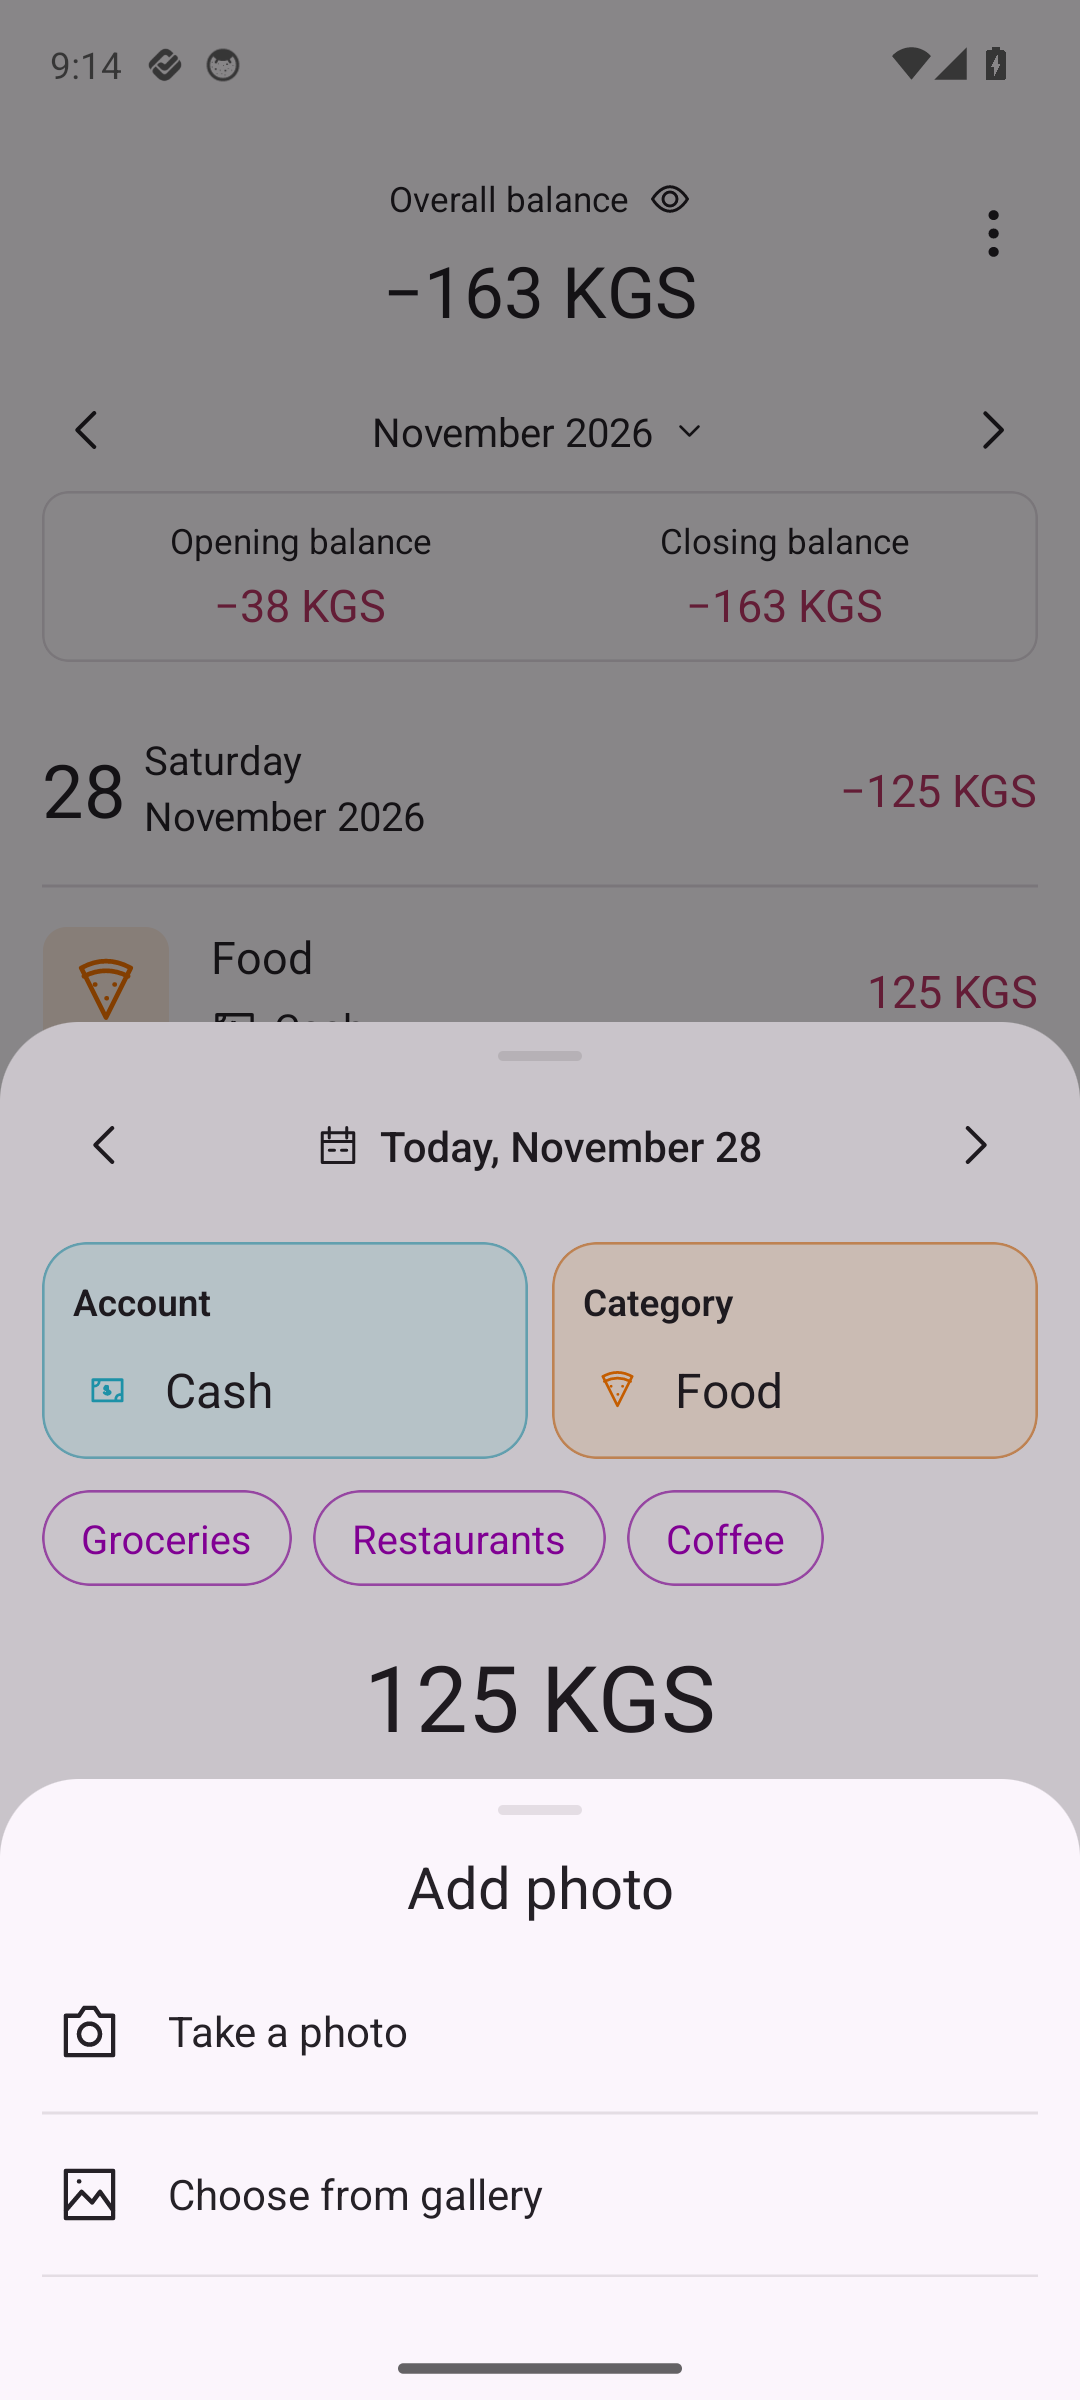 9:14
Overall balance
−163 KGS
November 2026
Opening balance
Closing balance
−38 KGS
−163 KGS
28
Saturday
November 2026
−125 KGS
Food
125 KGS
Cash
Today, November 28
Account
Cash
Category
Food
Groceries
Restaurants
Coffee
125 KGS
Add photo
Take a photo
Choose from gallery